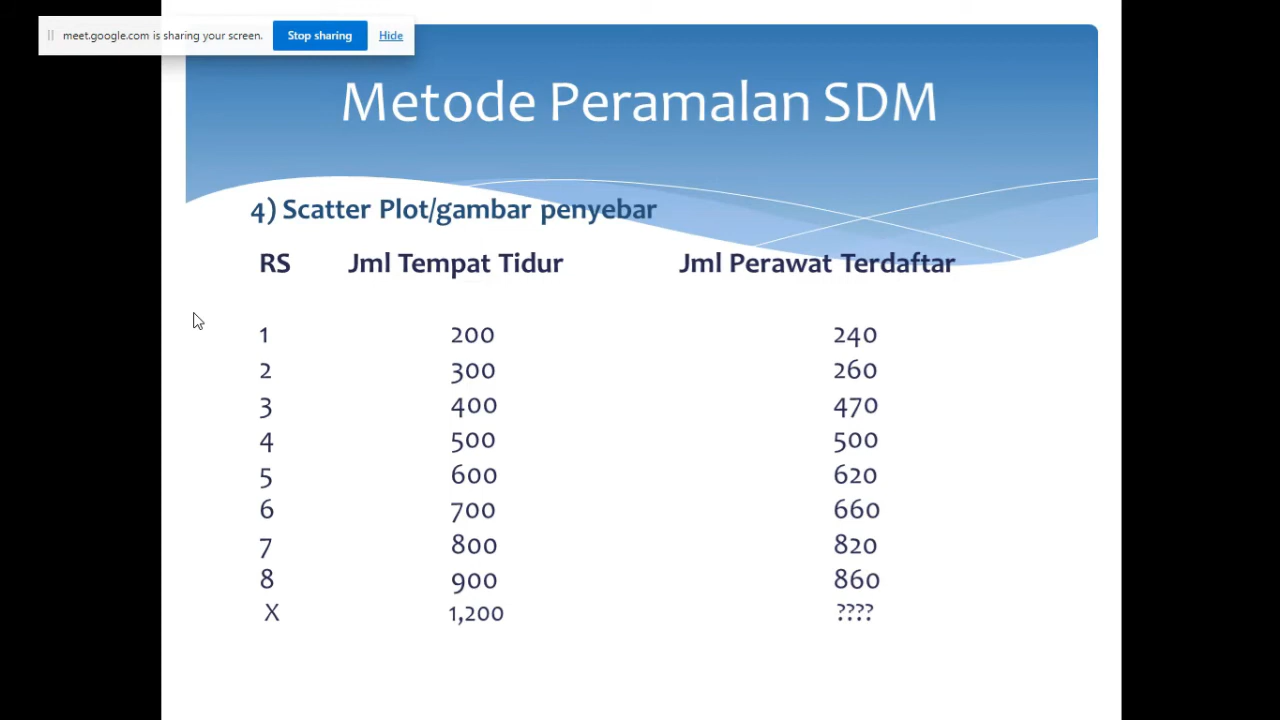 meet.google.com is sharing your screen. Stop sharing Hide
Metode Peramalan SDM
4) Scatter Plot/gambar penyebar
RS Jml Tempat Tidur Jml Perawat Terdaftar
1 200 240
2 300 260
3 400 470
4 500 500
5 600 620
6 700 660
7 800 820
8 900 860
X 1,200 ????